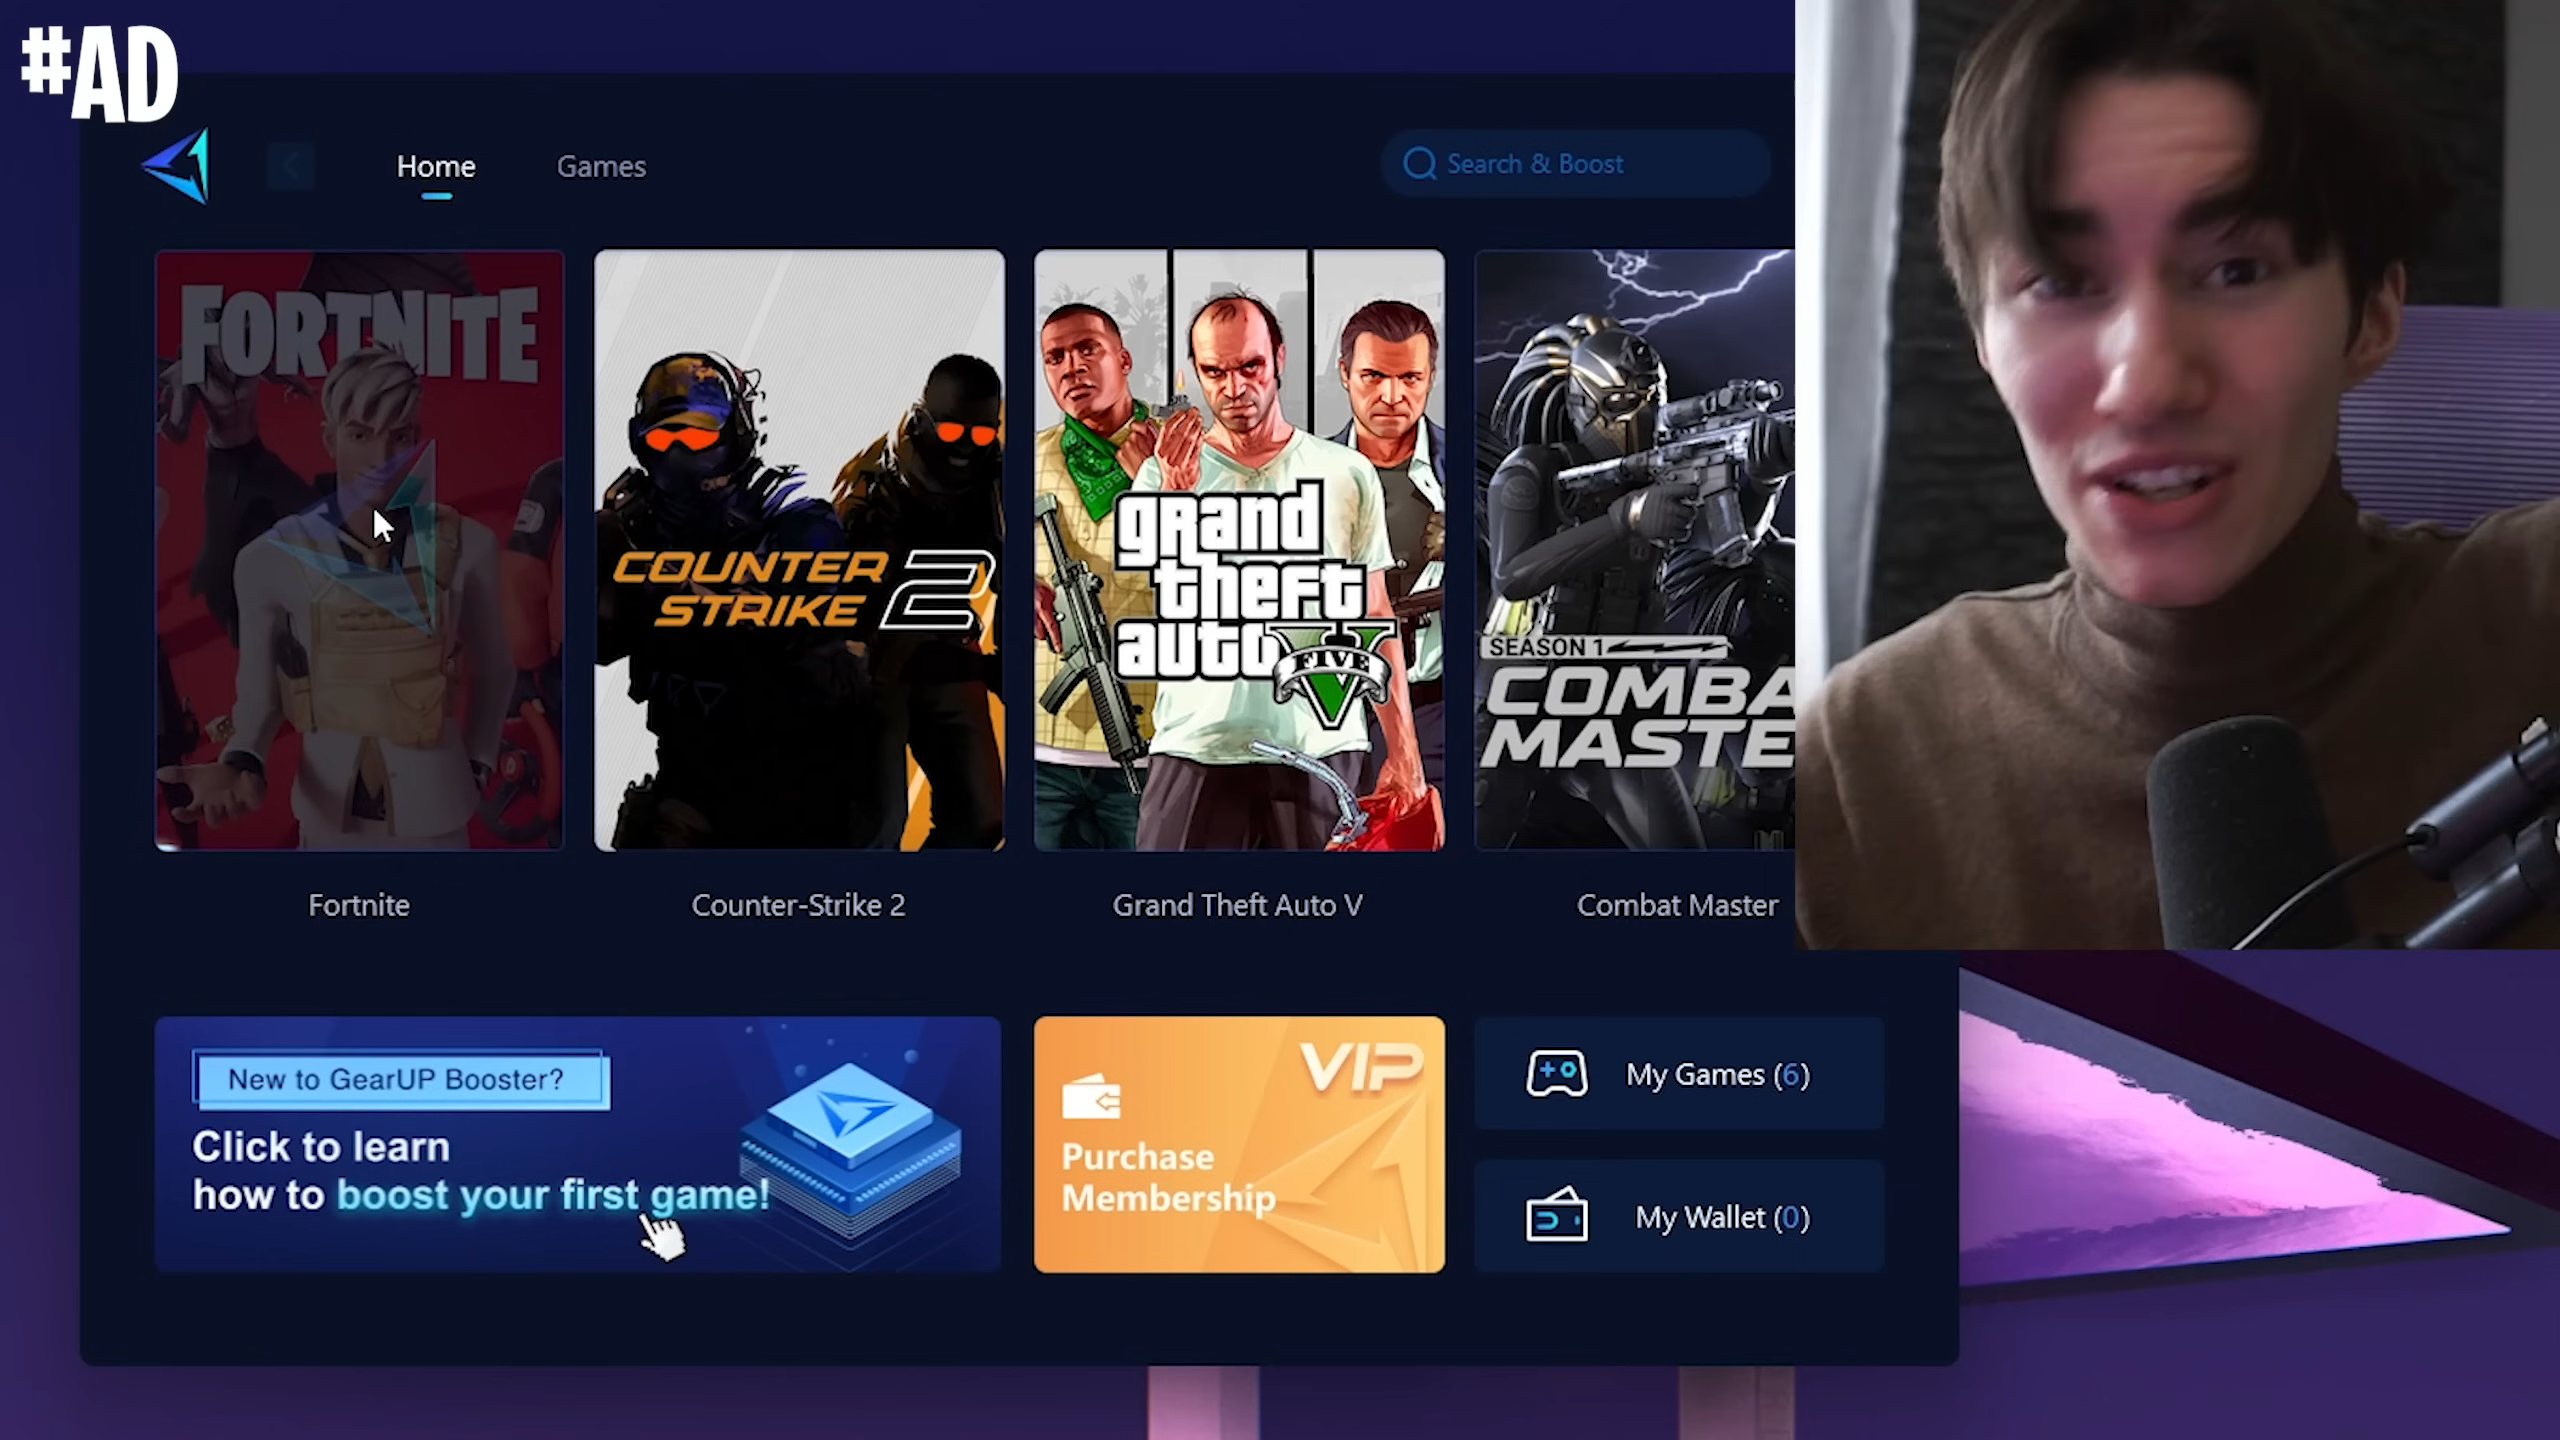 #AD
Home
Games
Search & Boost
FORTNITE
COUNTER
STRIKE 2
grand
theft
auto V
FIVE
SEASON 1
COMBA
MASTE
Fortnite
Counter-Strike 2
Grand Theft Auto V
Combat Master
New to GearUP Booster?
Click to learn
how to boost your first game!
VIP
Purchase
Membership
My Games (6)
My Wallet (0)